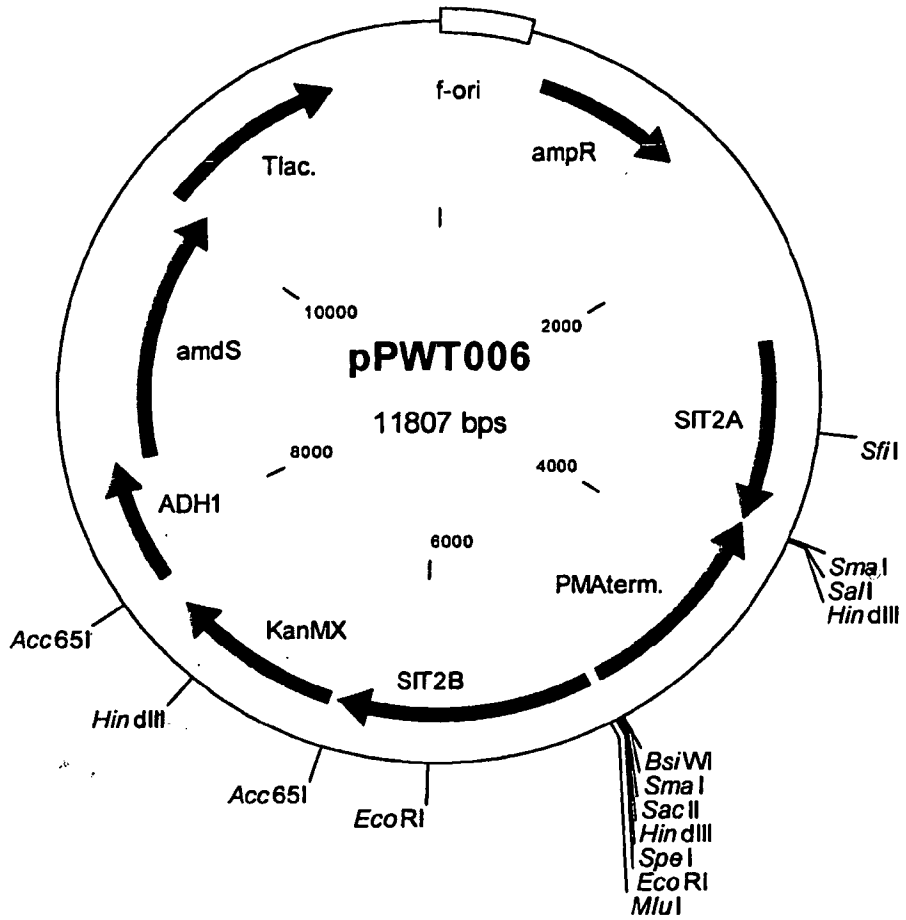 f-ori
ampR
Tlac.
10000
2000
pPWT006
11807 bps
amdS
SIT2A
SfiI
8000
4000
ADH1
6000
SmaI
SalI
HindIII
PMAterm.
Acc65I
KanMX
SIT2B
HindIII
Acc65I
EcoRI
BsiWI
SmaI
SacII
HindIII
SpeI
EcoRI
MluI